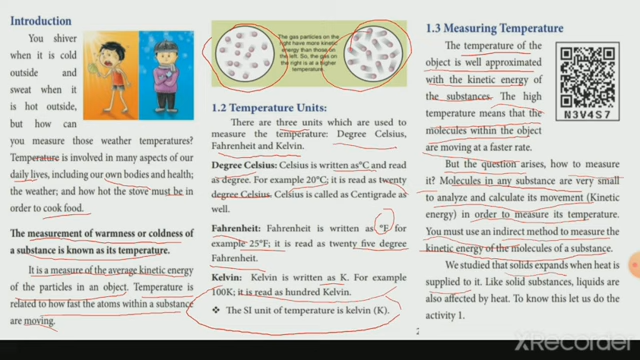 Introduction
You shiver
when it is cold
outside and
sweat when it
is hot outside,
but how can
you measure those weather temperatures?
Temperature is involved in many aspects of our
daily lives, including our own bodies and health;
the weather; and how hot the stove must be in
order to cook food.
The measurement of warmness or coldness of
a substance is known as its temperature.
It is a measure of the average kinetic energy
of the particles in an object. Temperature is
related to how fast the atoms within a substance
are moving.
The gas particles on the
right have more kinetic
energy than those on
the left. So, the gas on
the right is at a higher
temperature
1.2 Temperature Units:
There are three units which are used to
measure the temperature: Degree Celsius,
Fahrenheit and Kelvin.
Degree Celsius: Celsius is written as°C and read
as degree. For example 20°C; it is read as twenty
degree Celsius. Celsius is called as Centigrade as
well.
Fahrenheit: Fahrenheit is written as °F for
example 25°F; it is read as twenty five degree
Fahrenheit.
Kelvin: Kelvin is written as K. For example
100K; it is read as hundred Kelvin.
❖ The SI unit of temperature is kelvin (K).
2
1.3 Measuring Temperature
The temperature of the
object is well approximated
with the kinetic energy of
the substances. The high
temperature means that the
molecules within the object
are moving at a faster rate.
N3V4S7
But the question arises, how to measure
it? Molecules in any substance are very small
to analyze and calculate its movement (Kinetic
energy) in order to measure its temperature.
You must use an indirect method to measure the
kinetic energy of the molecules of a substance.
We studied that solids expands when heat is
supplied to it. Like solid substances, liquids are
also affected by heat. To know this let us do the
activity 1.
XRecorder